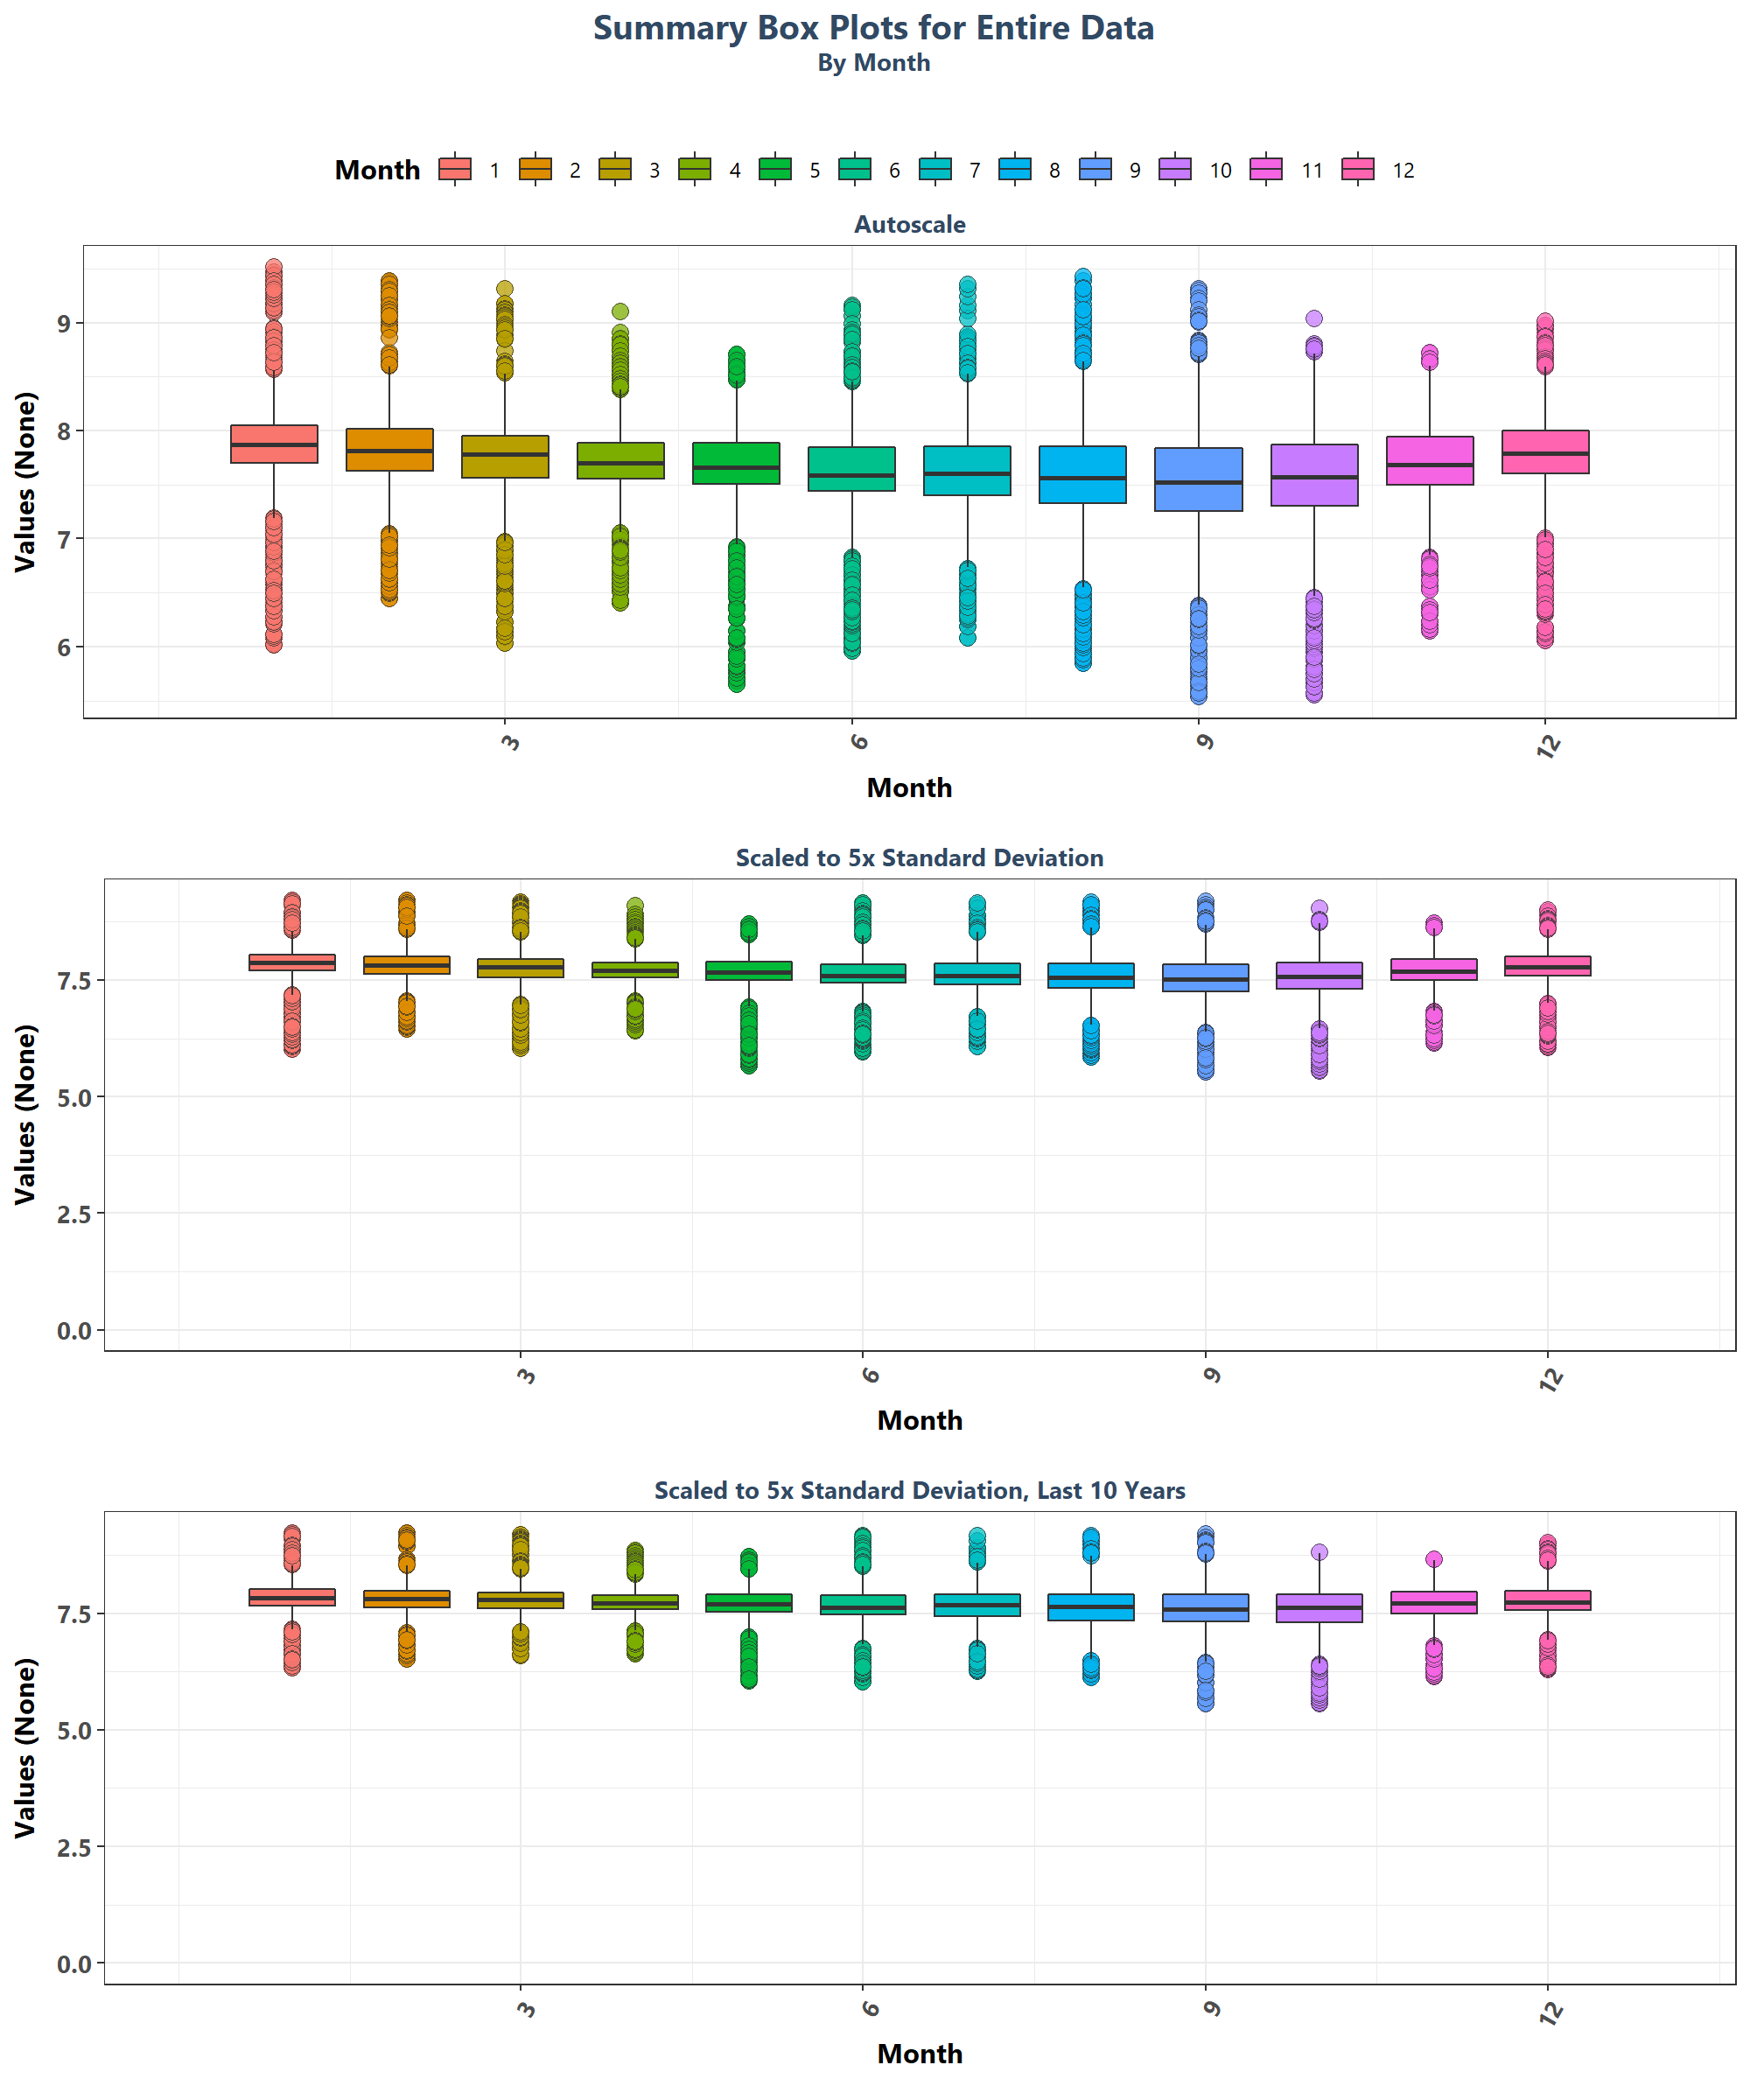 Summary Box Plots for Entire Data
By Month
Month 1 2 3 4 5 6 7 8 9 10 11 12
Autoscale
Values (None)
9
8
7
6
3 6 9 12
Month
Scaled to 5x Standard Deviation
Values (None)
7.5
5.0
2.5
0.0
3 6 9 12
Month
Scaled to 5x Standard Deviation, Last 10 Years
Values (None)
7.5
5.0
2.5
0.0
3 6 9 12
Month